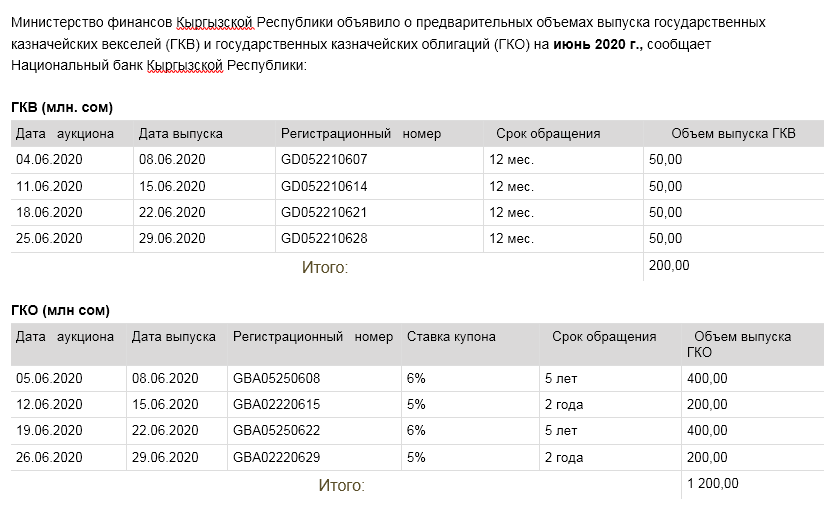 Министерство финансов Кыргызской Республики объявило о предварительных объемах выпуска государственных
казначейских векселей (ГКВ) и государственных казначейских облигаций (ГКО) на июнь 2020 г., сообщает
Национальный банк Кыргызской Республики:
ГКВ (млн. сом)
Дата аукциона Дата выпуска Регистрационный номер Срок обращения Объем выпуска ГКВ
04.06.2020 08.06.2020 GD052210607 12 мес. 50,00
11.06.2020 15.06.2020 GD052210614 12 мес. 50,00
18.06.2020 22.06.2020 GD052210621 12 мес. 50,00
25.06.2020 29.06.2020 GD052210628 12 мес. 50,00
Итого: 200,00
ГКО (млн сом)
Дата аукциона Дата выпуска Регистрационный номер Ставка купона Срок обращения Объем выпуска
ГКО
05.06.2020 08.06.2020 GBA05250608 6% 5 лет 400,00
12.06.2020 15.06.2020 GBA02220615 5% 2 года 200,00
19.06.2020 22.06.2020 GBA05250622 6% 5 лет 400,00
26.06.2020 29.06.2020 GBA02220629 5% 2 года 200,00
Итого: 1 200,00